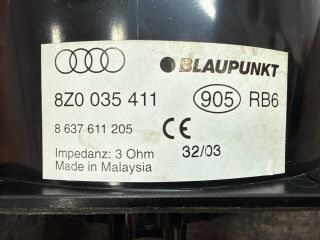 BLAUPUNKT
8Z0 035 411 905 RB6
8 637 611 205 CE
Impedanz: 3 Ohm 32/03
Made in Malaysia